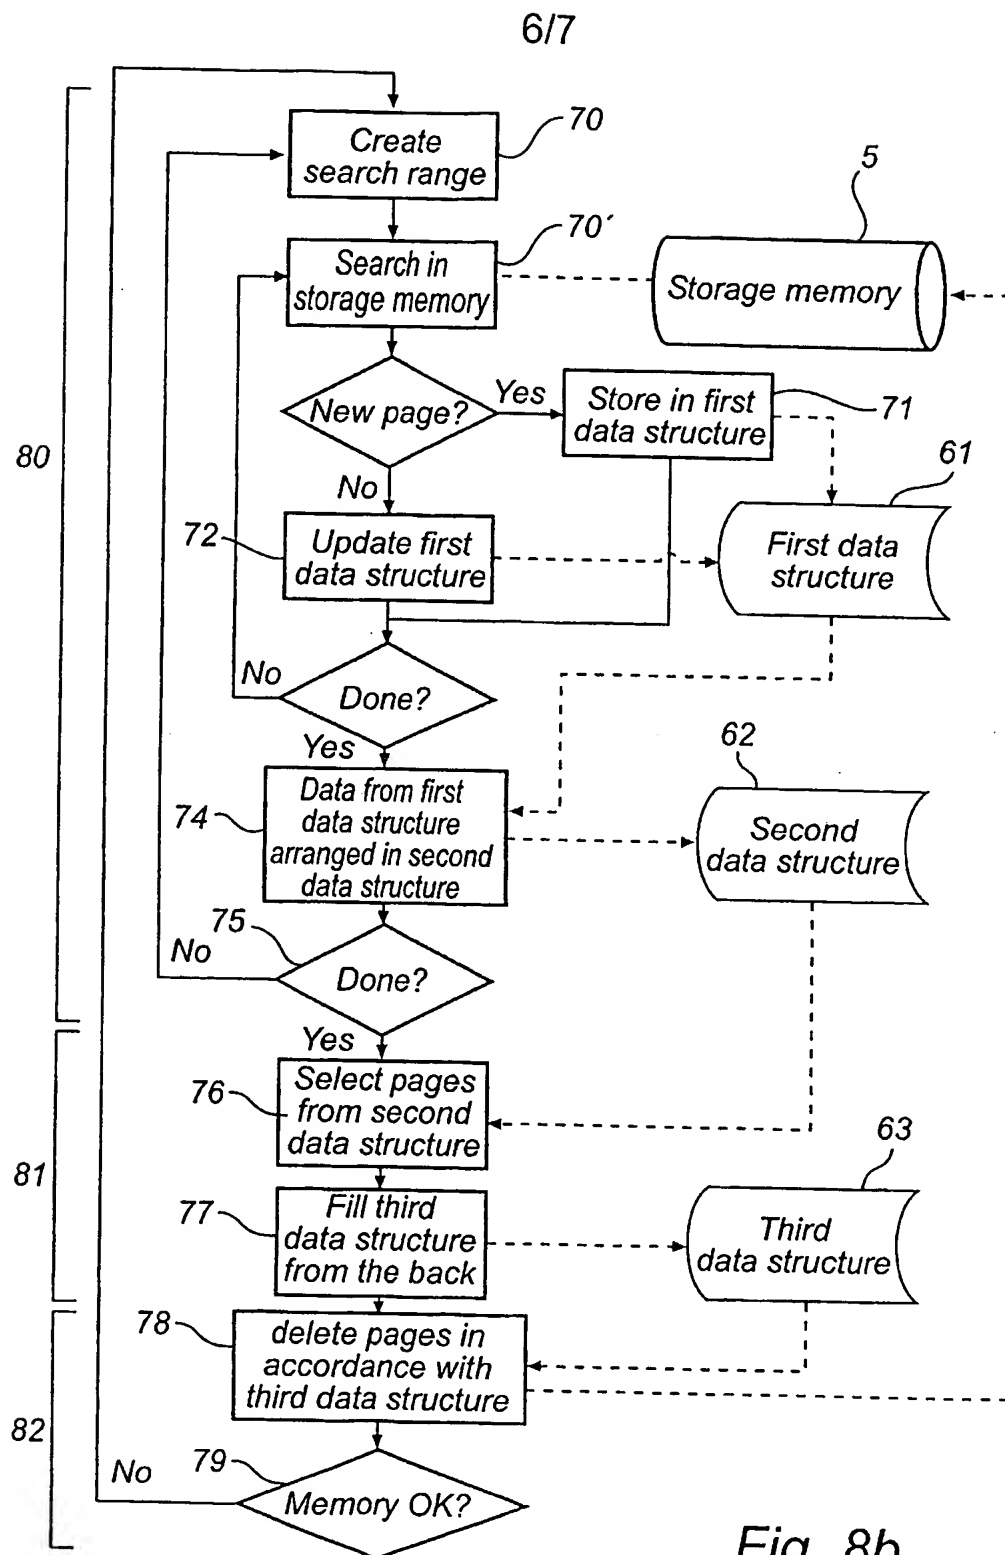 6/7
Create
search range
70
5
70´
Search in
storage memory
Storage memory
New page?
Yes
Store in first
data structure
71
80
No
61
72
Update first
data structure
First data
structure
No
Done?
Yes
62
74
Data from first
data structure
arranged in second
data structure
Second
data structure
75
No
Done?
Yes
76
Select pages
from second
data structure
81
63
77
Fill third
data structure
from the back
Third
data structure
78
delete pages in
accordance with
third data structure
82
No
79
Memory OK?
Fig. 8b